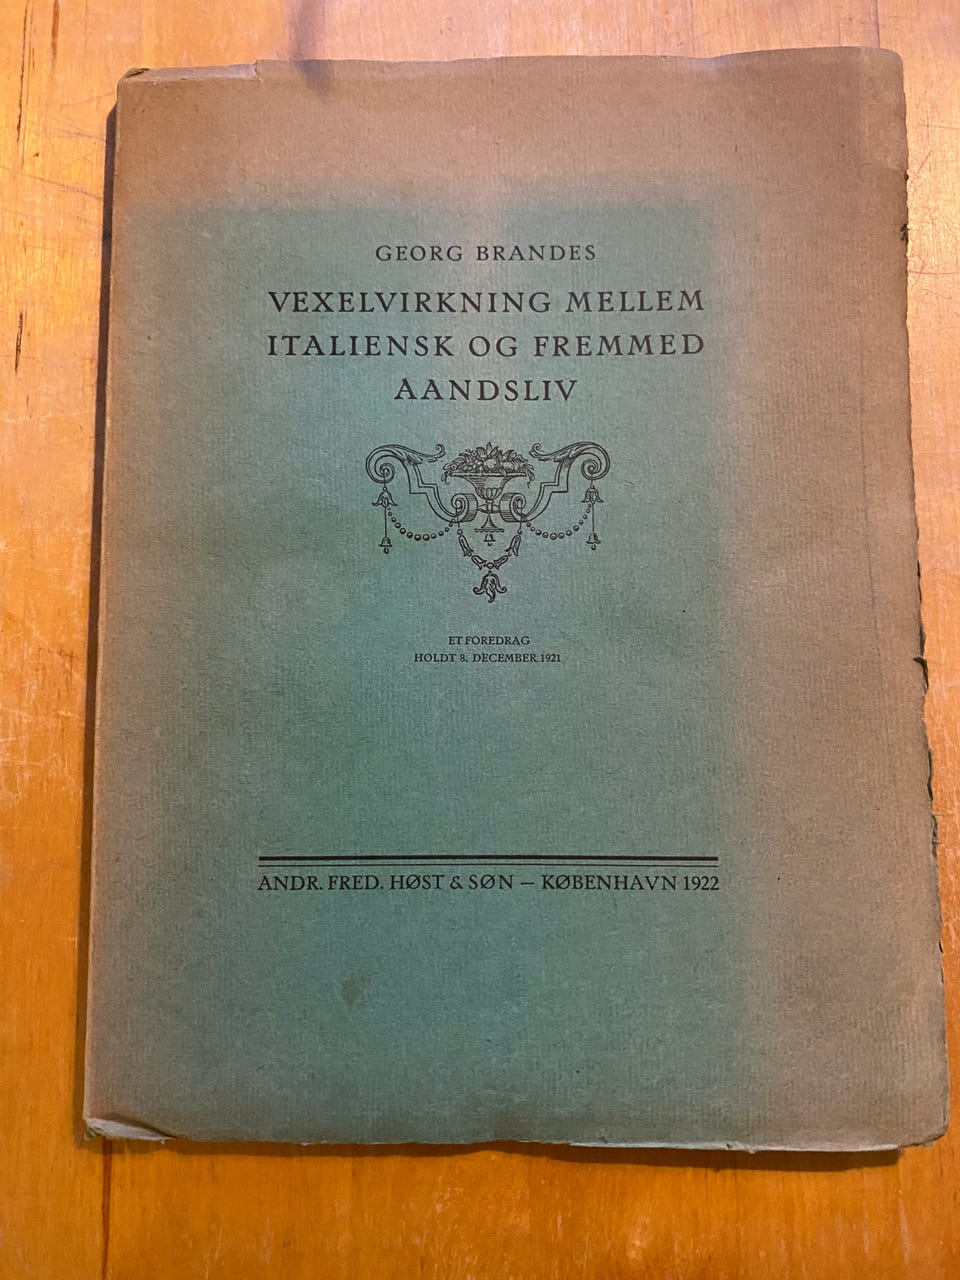 GEORG BRANDES
VEXELVIRKNING MELLEM
ITALIENSK OG FREMMED
AANDSLIV
ET FOREDRAG
HOLDT 8. DECEMBER 1921
ANDR. FRED. HØST & SØN — KØBENHAVN 1922